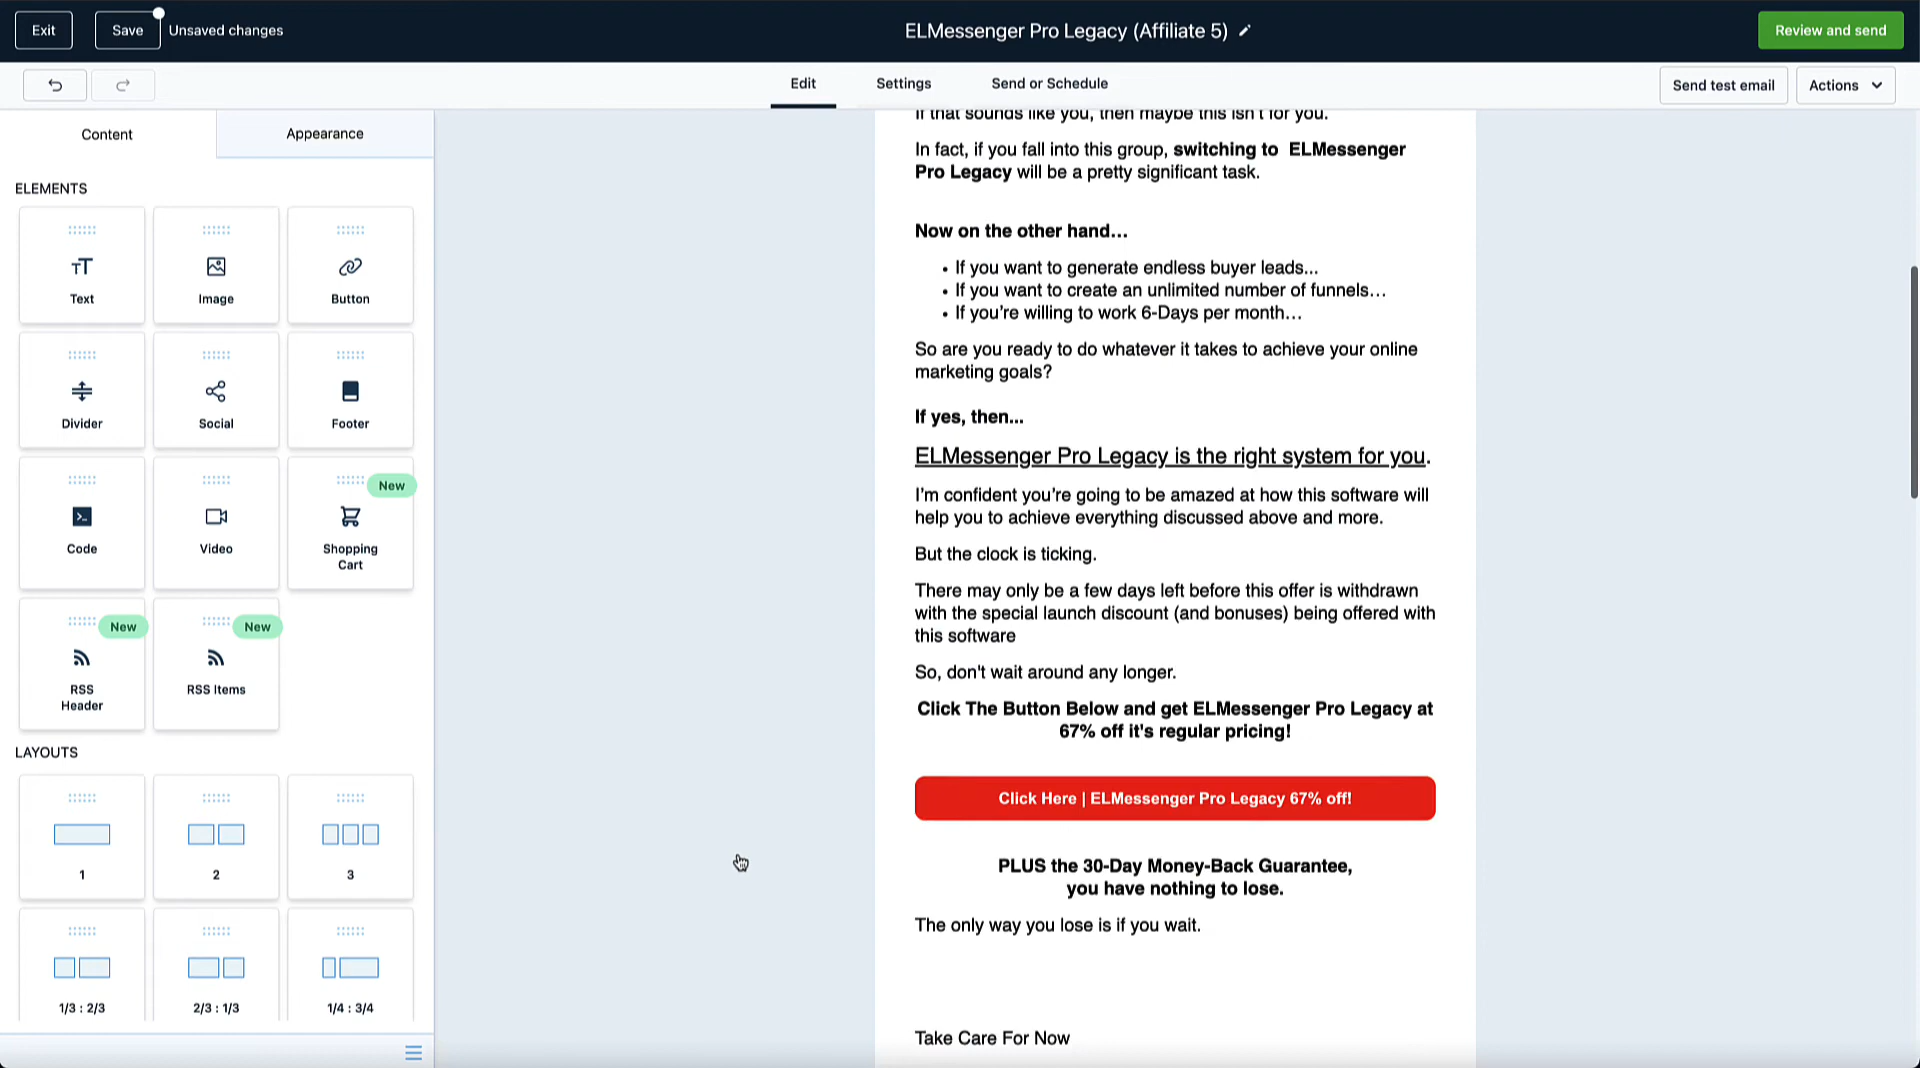 Exit
Save
Unsaved changes
ELMessenger Pro Legacy (Affiliate 5)
Review and send
Edit
Settings
Send or Schedule
Send test email
Actions
Content
Appearance
ELEMENTS
Text
Image
Button
Divider
Social
Footer
Code
Video
New
Shopping
Cart
New
RSS
Header
New
RSS Items
LAYOUTS
1
2
3
1/3 : 2/3
2/3 : 1/3
1/4 : 3/4
If that sounds like you, then maybe this isn't for you.
In fact, if you fall into this group, switching to ELMessenger
Pro Legacy will be a pretty significant task.
Now on the other hand…
• If you want to generate endless buyer leads...
• If you want to create an unlimited number of funnels…
• If you’re willing to work 6-Days per month…
So are you ready to do whatever it takes to achieve your online
marketing goals?
If yes, then...
ELMessenger Pro Legacy is the right system for you.
I’m confident you’re going to be amazed at how this software will
help you to achieve everything discussed above and more.
But the clock is ticking.
There may only be a few days left before this offer is withdrawn
with the special launch discount (and bonuses) being offered with
this software
So, don't wait around any longer.
Click The Button Below and get ELMessenger Pro Legacy at
67% off it's regular pricing!
Click Here | ELMessenger Pro Legacy 67% off!
PLUS the 30-Day Money-Back Guarantee,
you have nothing to lose.
The only way you lose is if you wait.
Take Care For Now